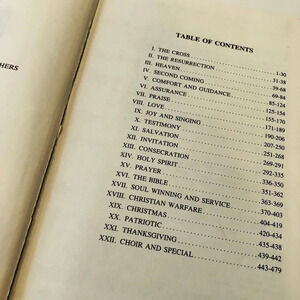 HERS
TABLE OF CONTENTS
I. THE CROSS 1-30
II. THE RESURRECTION 31-38
III. HEAVEN 39-68
IV. SECOND COMING 69-84
V. COMFORT AND GUIDANCE 85-124
VI. ASSURANCE 125-154
VII. PRAISE 155-170
VIII. LOVE 171-189
IX. JOY AND SINGING 190-206
X. TESTIMONY 207-250
XI. SALVATION 251-268
XII. INVITATION 269-291
XIII. CONSECRATION 292-335
XIV. HOLY SPIRIT 336-350
XV. PRAYER 351-362
XVI. THE BIBLE 363-369
XVII. SOUL WINNING AND SERVICE 370-403
XVIII. CHRISTIAN WARFARE 404-419
XIX. CHRISTMAS 420-434
XX. PATRIOTIC 435-438
XXI. THANKSGIVING 439-442
XXII. CHOIR AND SPECIAL 443-479